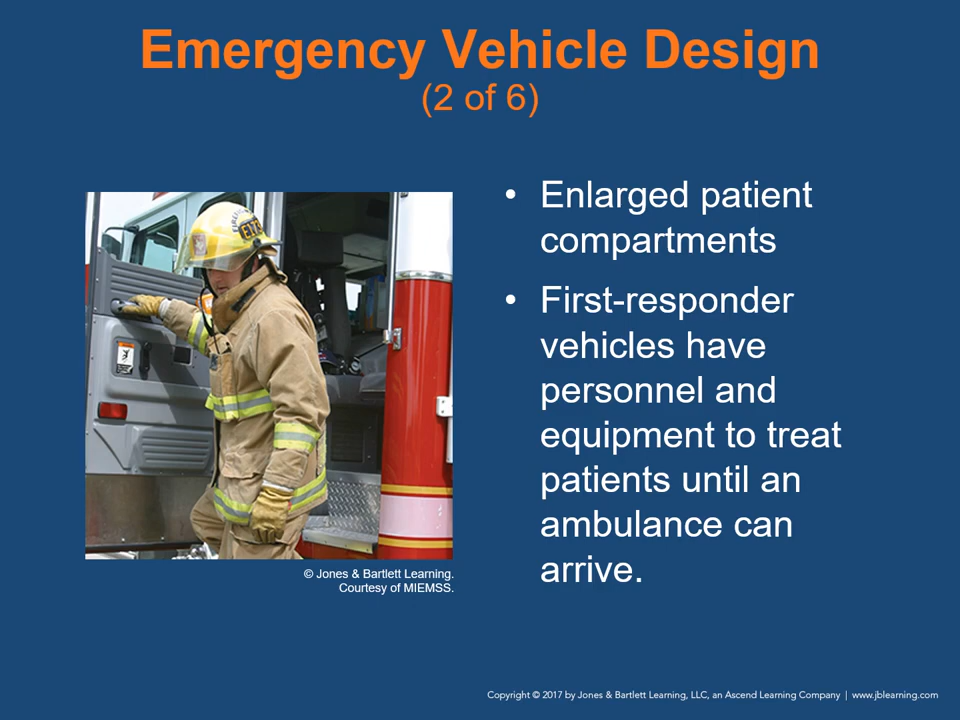 Emergency Vehicle Design
(2 of 6)
• Enlarged patient
compartments
• First-responder
vehicles have
personnel and
equipment to treat
patients until an
ambulance can
arrive.
© Jones & Bartlett Learning.
Courtesy of MIEMSS.
Copyright © 2017 by Jones & Bartlett Learning, LLC, an Ascend Learning Company | www.jblearning.com